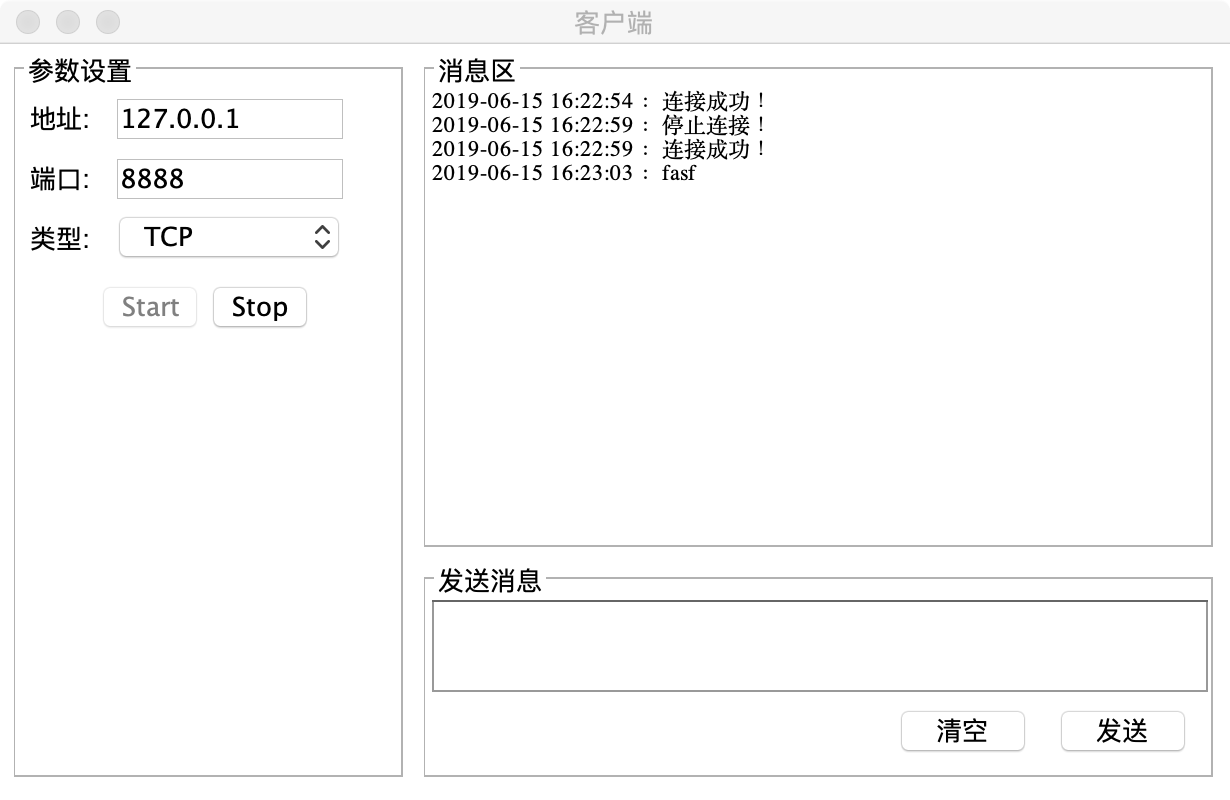 客户端
参数设置
地址: 127.0.0.1
端口: 8888
类型: TCP
Start Stop
消息区
2019-06-15 16:22:54 : 连接成功！
2019-06-15 16:22:59 : 停止连接！
2019-06-15 16:22:59 : 连接成功！
2019-06-15 16:23:03 : fasf
发送消息
清空 发送